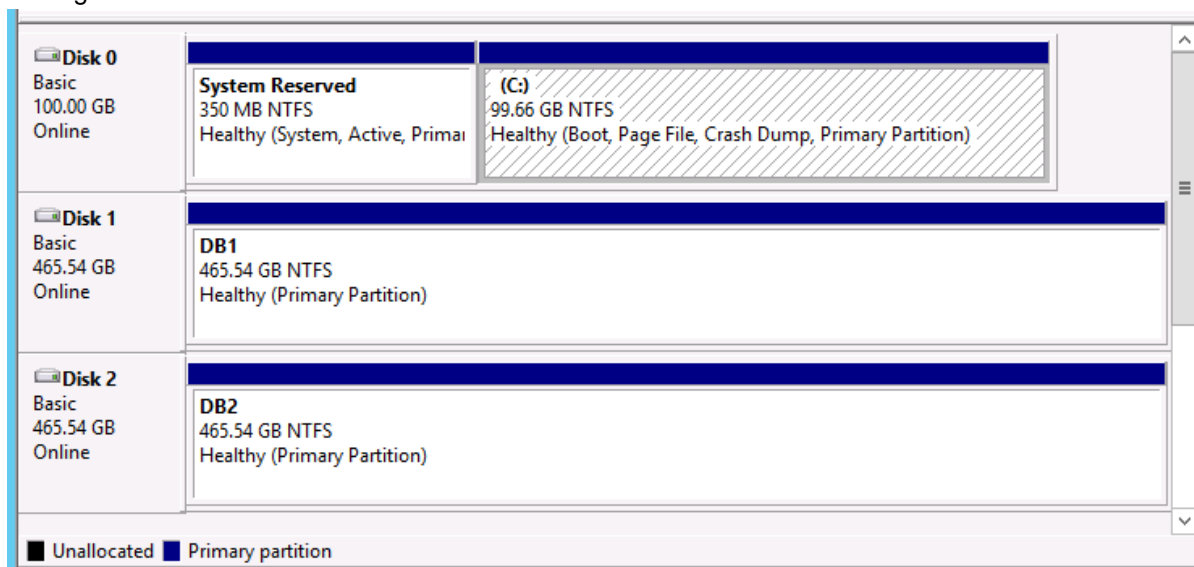 Disk 0
Basic
100.00 GB
Online
System Reserved
350 MB NTFS
Healthy (System, Active, Primar
(C:)
99.66 GB NTFS
Healthy (Boot, Page File, Crash Dump, Primary Partition)
Disk 1
Basic
465.54 GB
Online
DB1
465.54 GB NTFS
Healthy (Primary Partition)
Disk 2
Basic
465.54 GB
Online
DB2
465.54 GB NTFS
Healthy (Primary Partition)
Unallocated Primary partition